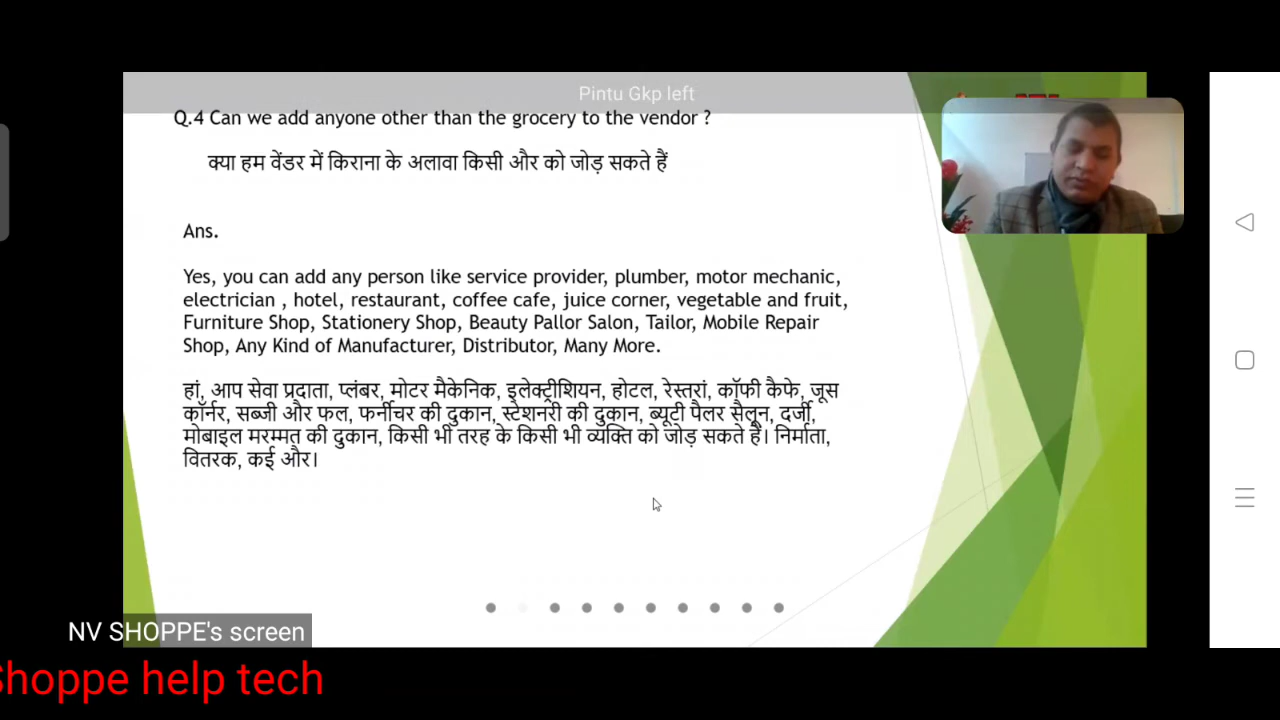 Pintu Gkp left
Q.4 Can we add anyone other than the grocery to the vendor ?
क्या हम वेंडर में किराना के अलावा किसी और को जोड़ सकते हैं
Ans.
Yes, you can add any person like service provider, plumber, motor mechanic,
electrician , hotel, restaurant, coffee cafe, juice corner, vegetable and fruit,
Furniture Shop, Stationery Shop, Beauty Pallor Salon, Tailor, Mobile Repair
Shop, Any Kind of Manufacturer, Distributor, Many More.
हां, आप सेवा प्रदाता, प्लंबर, मोटर मैकेनिक, इलेक्ट्रीशियन, होटल, रेस्तरां, कॉफी कैफे, जूस
कॉर्नर, सब्जी और फल, फर्नीचर की दुकान, स्टेशनरी की दुकान, ब्यूटी पैलर सैलून, दर्जी,
मोबाइल मरम्मत की दुकान, किसी भी तरह के किसी भी व्यक्ति को जोड़ सकते हैं। निर्माता,
वितरक, कई और।
NV SHOPPE's screen
Shoppe help tech